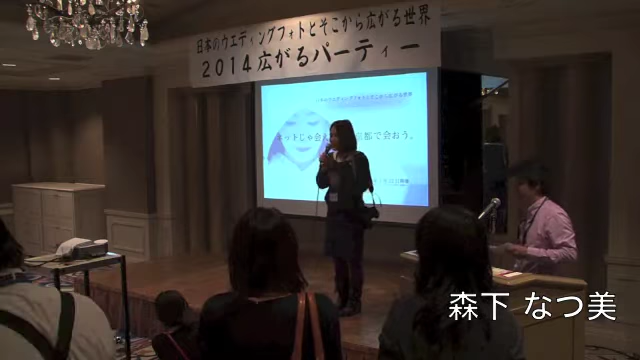 日本のウエディングフォトとそこから広がる世界
2014広がるパーティー
ネットじゃ会え
都で会おう。
森下 なつ美